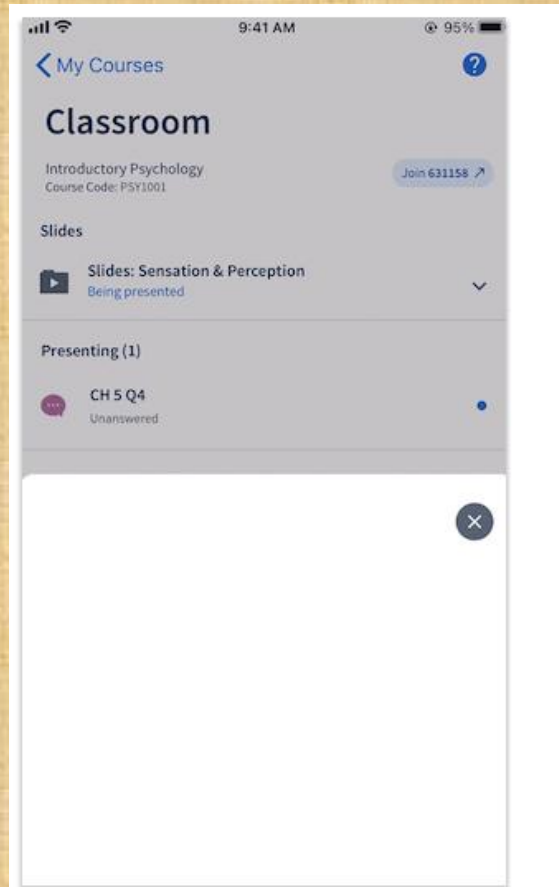 9:41 AM 95%
My Courses
?
Classroom
Introductory Psychology
Course Code: PSY1001
Join 631158 ↗
Slides
Slides: Sensation & Perception
Being presented
Presenting (1)
CH 5 Q4
Unanswered